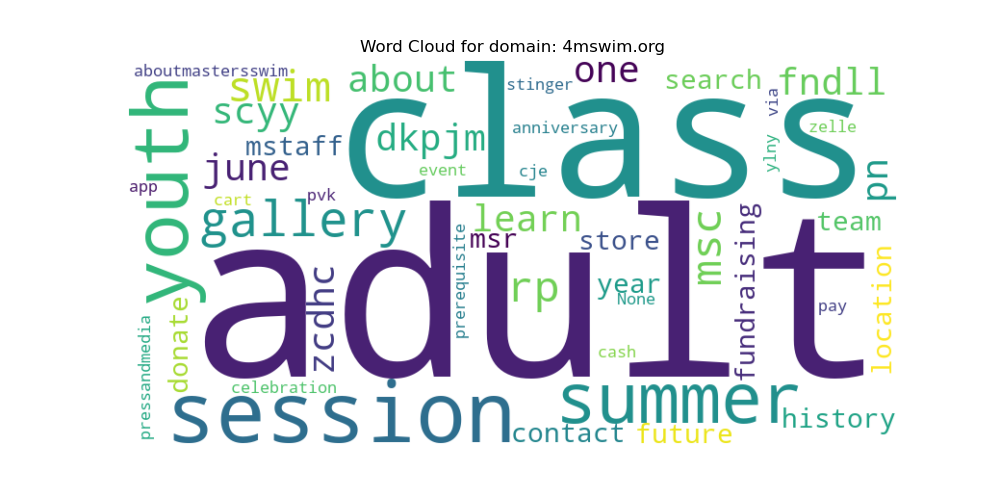 Word Cloud for domain: 4mswim.org
aboutmastersswim
swim
about
stinger
one
search
fndll
via
youth
scyy
class
dkpjm
anniversary
zelle
mstaff
june
event
cje
ylny
pn
app
pvk
cart
gallery
learn
msr
store
msc
team
adult
prerequisite
rp
year
None
fundraising
location
zcdhc
donate
pay
pressandmedia
cash
celebration
session
summer
history
contact
future